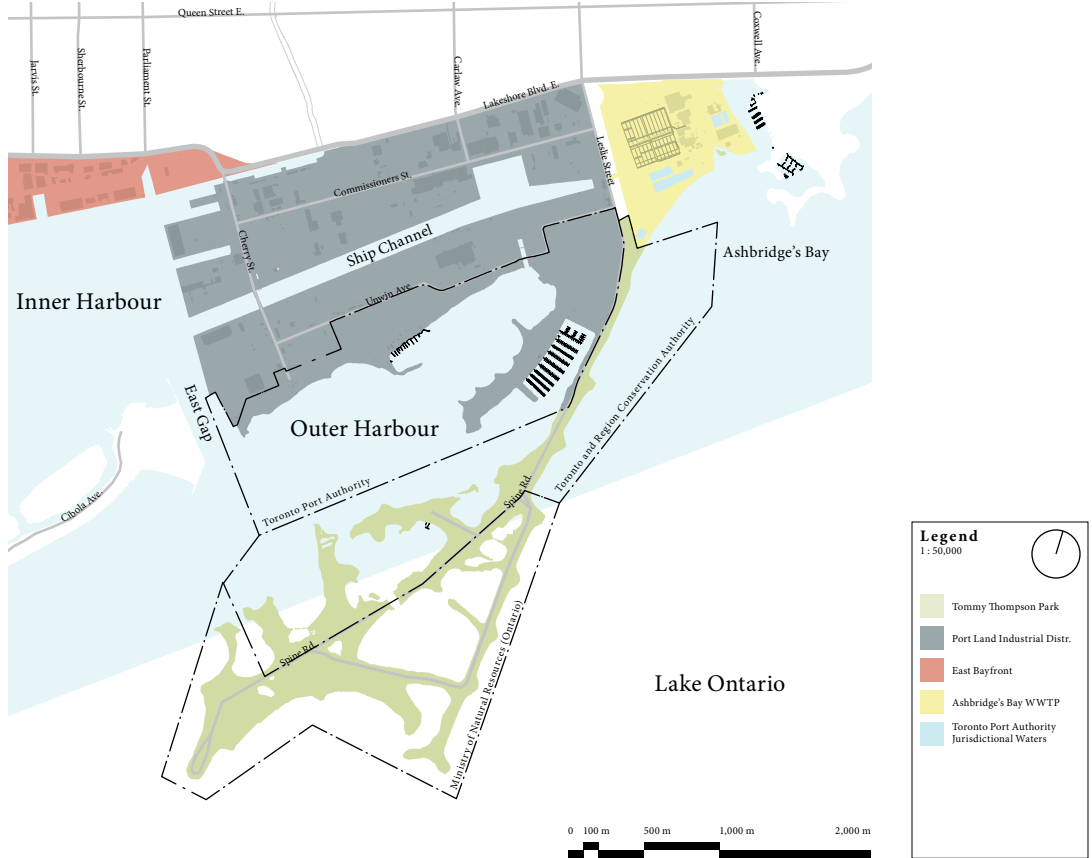 Queen Street E.
Jarvis St.
Sherbourne St.
Parliament St.
Carlaw Ave.
Coxwell Ave.
Lakeshore Blvd. E.
Leslie Street
Commissioners St.
Cherry St.
Ship Channel
Unwin Ave.
Ashbridge's Bay
Inner Harbour
East Gap
Outer Harbour
Toronto and Region Conservation Authority
Toronto Port Authority
Cibola Ave.
Spine Rd.
Spine Rd.
Ministry of Natural Resources (Ontario)
Lake Ontario
Legend
1 : 50,000
Tommy Thompson Park
Port Land Industrial Distr.
East Bayfront
Ashbridge's Bay WWTP
Toronto Port Authority
Jurisdictional Waters
0 100 m 500 m 1,000 m 2,000 m